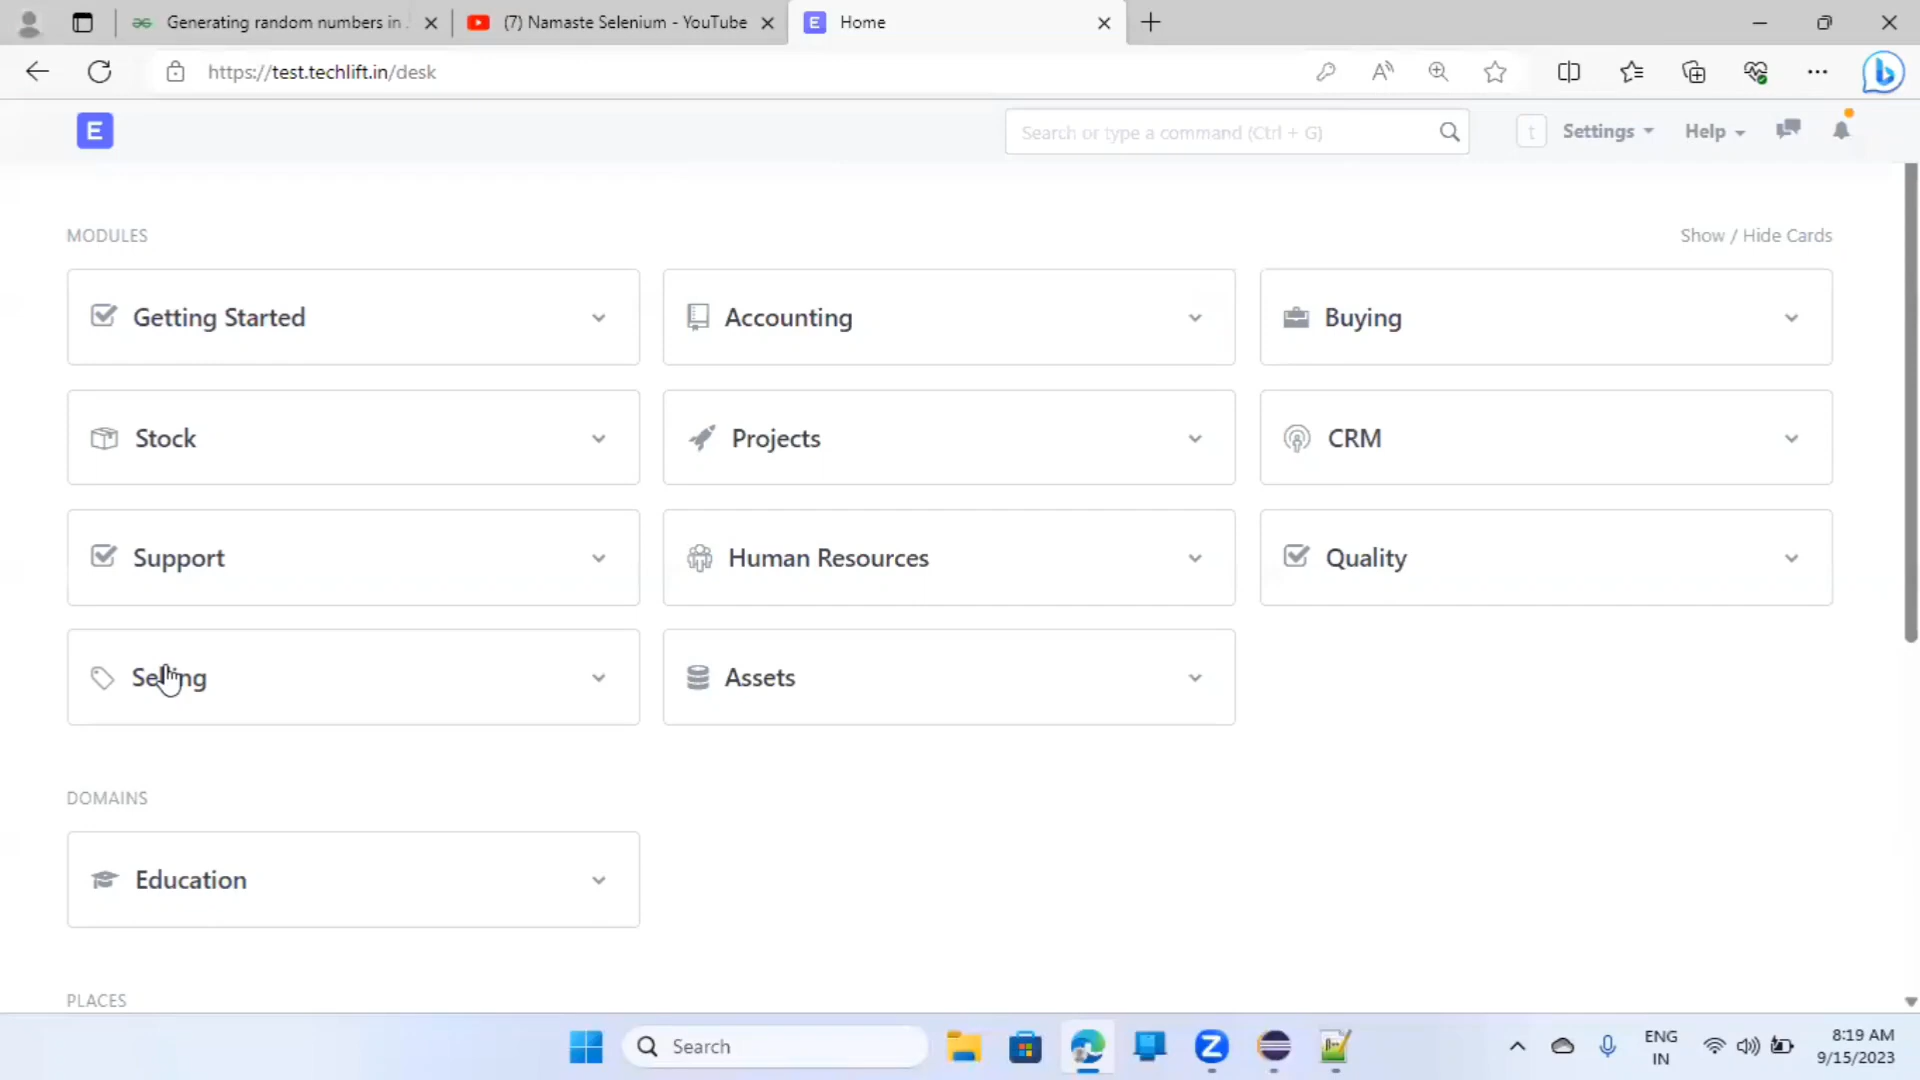 Generating random numbers in
(7) Namaste Selenium - YouTube
E Home
https://test.techlift.in/desk
E
Search or type a command (Ctrl + G)
t
Settings
Help
MODULES
Show / Hide Cards
Getting Started
Accounting
Buying
Stock
Projects
CRM
Support
Human Resources
Quality
Selling
Assets
DOMAINS
Education
PLACES
Search
ENG
IN
8:19 AM
9/15/2023